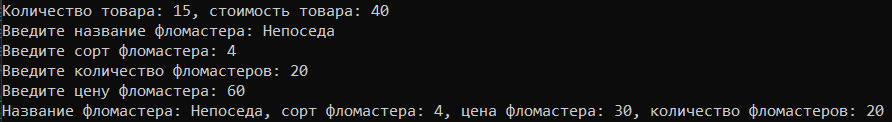 Количество товара: 15, стоимость товара: 40
Введите название фломастера: Непоседа
Введите сорт фломастера: 4
Введите количество фломастеров: 20
Введите цену фломастера: 60
Название фломастера: Непоседа, сорт фломастера: 4, цена фломастера: 30, количество фломастеров: 20